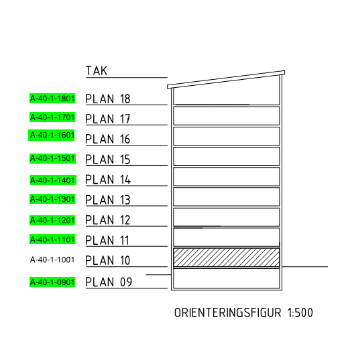 TAK
A-40-1-1801 PLAN 18
A-40-1-1701 PLAN 17
A-40-1-1601 PLAN 16
A-40-1-1501 PLAN 15
A-40-1-1401 PLAN 14
A-40-1-1301 PLAN 13
A-40-1-1201 PLAN 12
A-40-1-1101 PLAN 11
A-40-1-1001 PLAN 10
A-40-1-0901 PLAN 09
ORIENTERINGSFIGUR 1:500